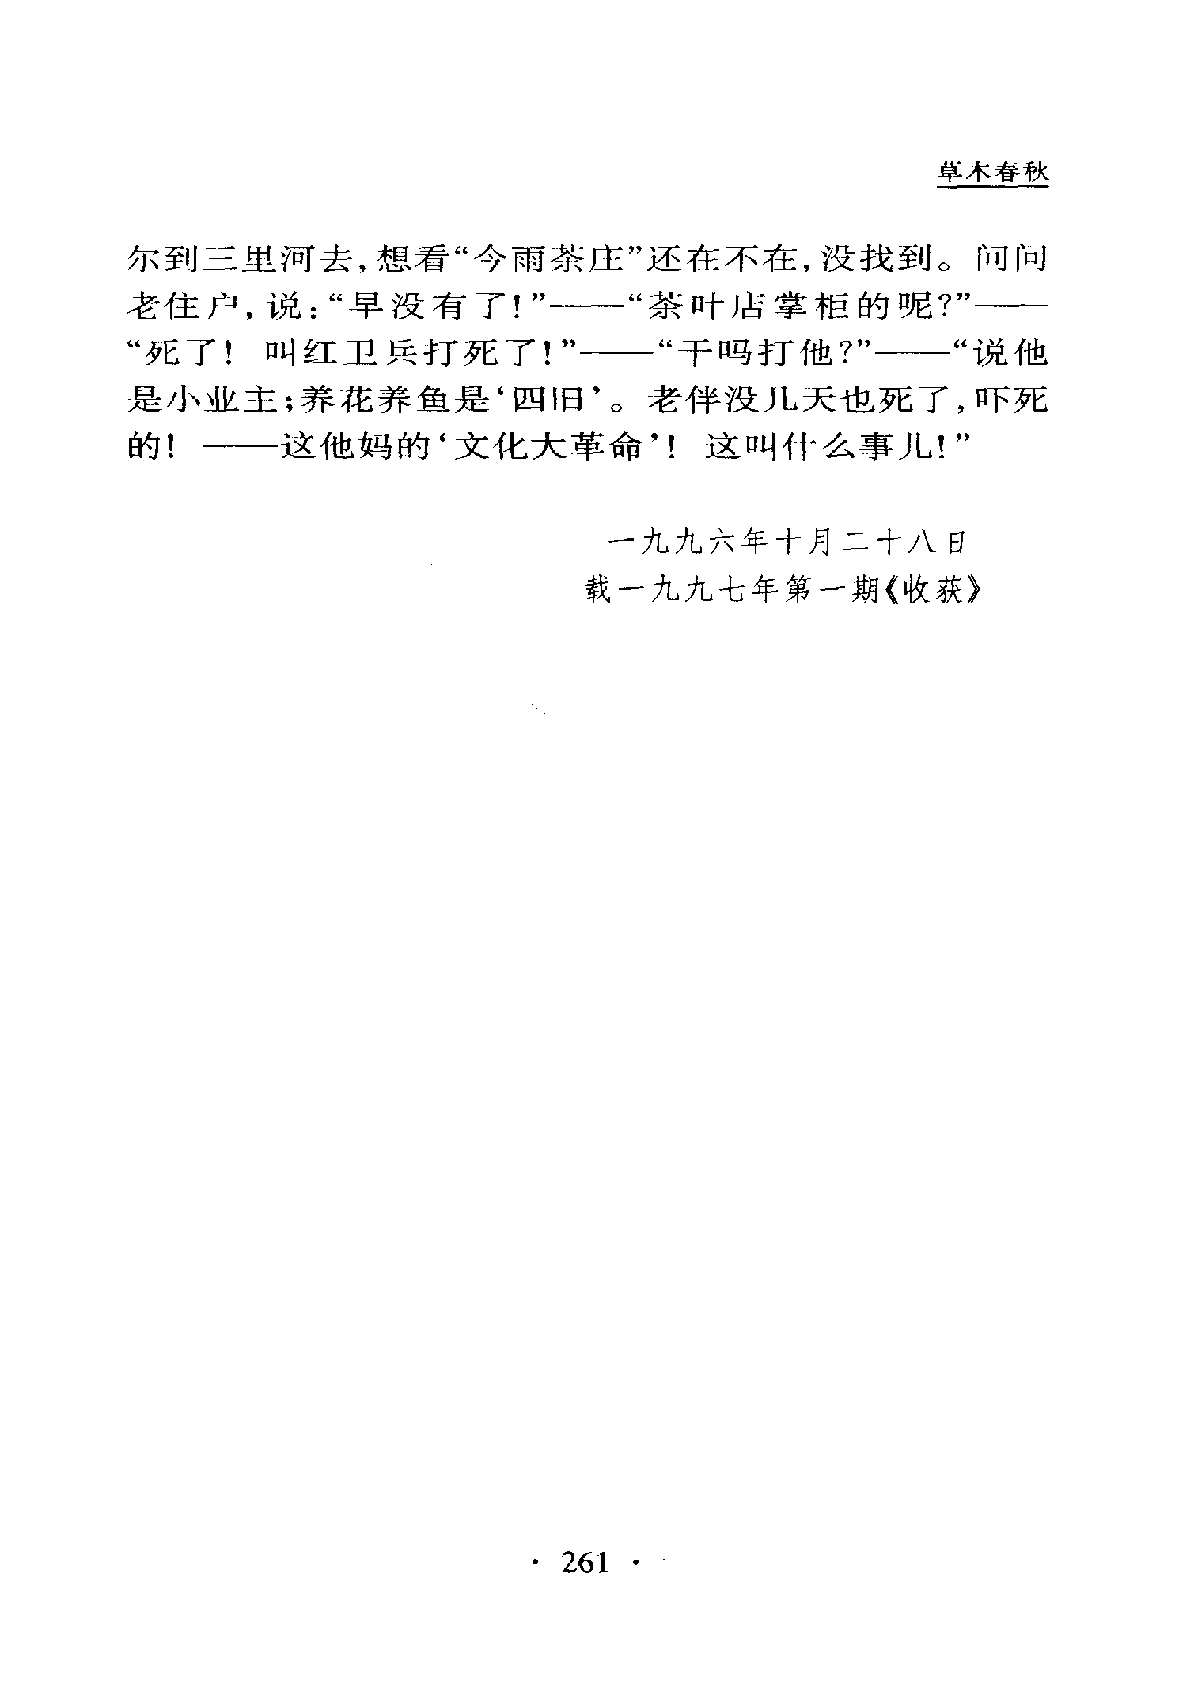 草木春秋
尔到三里河去，想看“今雨茶庄”还在不在，没找到。问问
老住户，说：“早没有了！”——“茶叶店掌柜的呢？”——
“死了！叫红卫兵打死了！”——“干吗打他？”——“说他
是小业主；养花养鱼是‘四旧’。老伴没几天也死了，吓死
的！——这他妈的‘文化大革命’！这叫什么事儿！”
一九九六年十月二十八日
载一九九七年第一期《收获》
· 261 ·